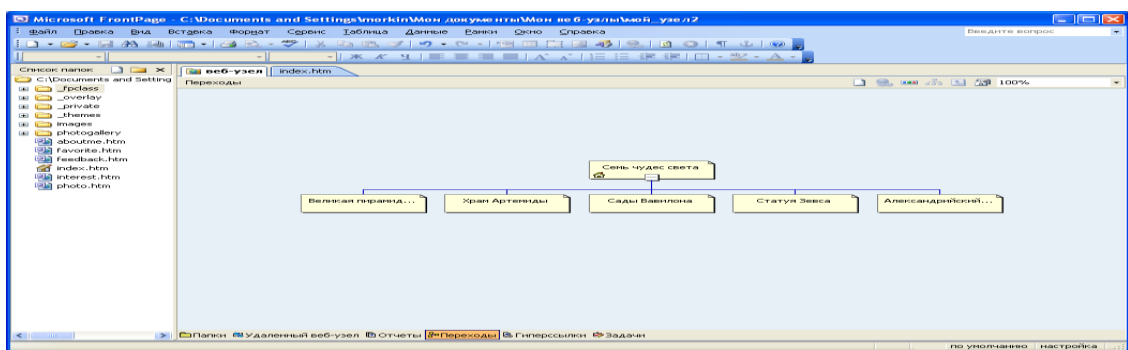 Microsoft FrontPage - C:\Documents and Settings\morkin\Мои документы\Мои веб-узлы\мой_узел2
Файл Правка Вид Вставка Формат Сервис Таблица Данные Рамки Окно Справка Введите вопрос
Ж К Ч
Список папок
веб-узел index.htm
C:\Documents and Setting
Переходы 100%
_fpclass
_overlay
_private
_themes
images
photogallery
aboutme.htm
favorite.htm
feedback.htm
index.htm
interest.htm
photo.htm
Семь чудес света
Великая пирамид... Храм Артемиды Сады Вавилона Статуя Зевса Александрийский...
Папки Удаленный веб-узел Отчеты Переходы Гиперссылки Задачи
по умолчанию настройка